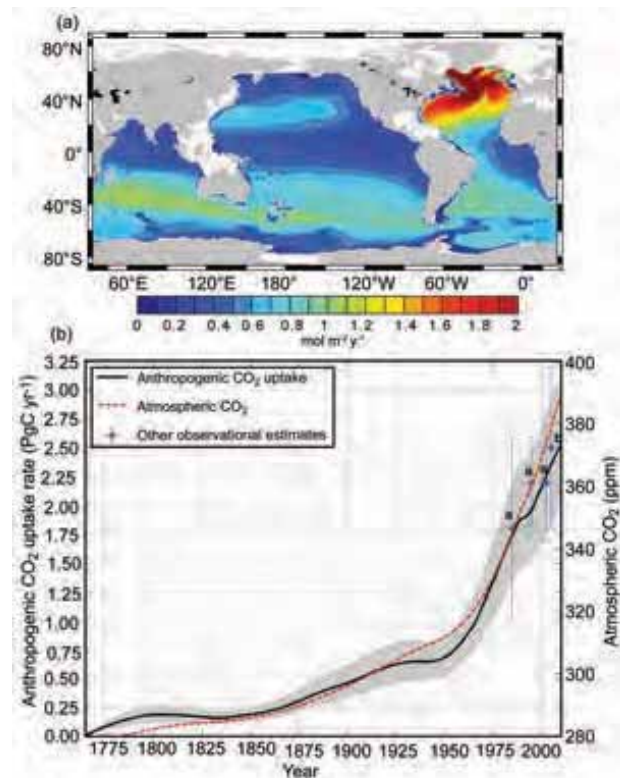 (a)
80°N
40°N
0°
40°S
80°S
60°E 120°E 180° 120°W 60°W 0°
0 0.2 0.4 0.6 0.8 1 1.2 1.4 1.6 1.8 2
mol m⁻² y⁻¹
(b)
3.25
3.00
2.75
2.50
2.25
2.00
1.75
1.50
1.25
1.00
0.75
0.50
0.25
0.00
Anthropogenic CO₂ uptake rate (PgC yr⁻¹)
Anthropogenic CO₂ uptake
Atmospheric CO₂
Other observational estimates
400
380
360
340
320
300
280
Atmospheric CO₂ (ppm)
1775 1800 1825 1850 1875 1900 1925 1950 1975 2000
Year